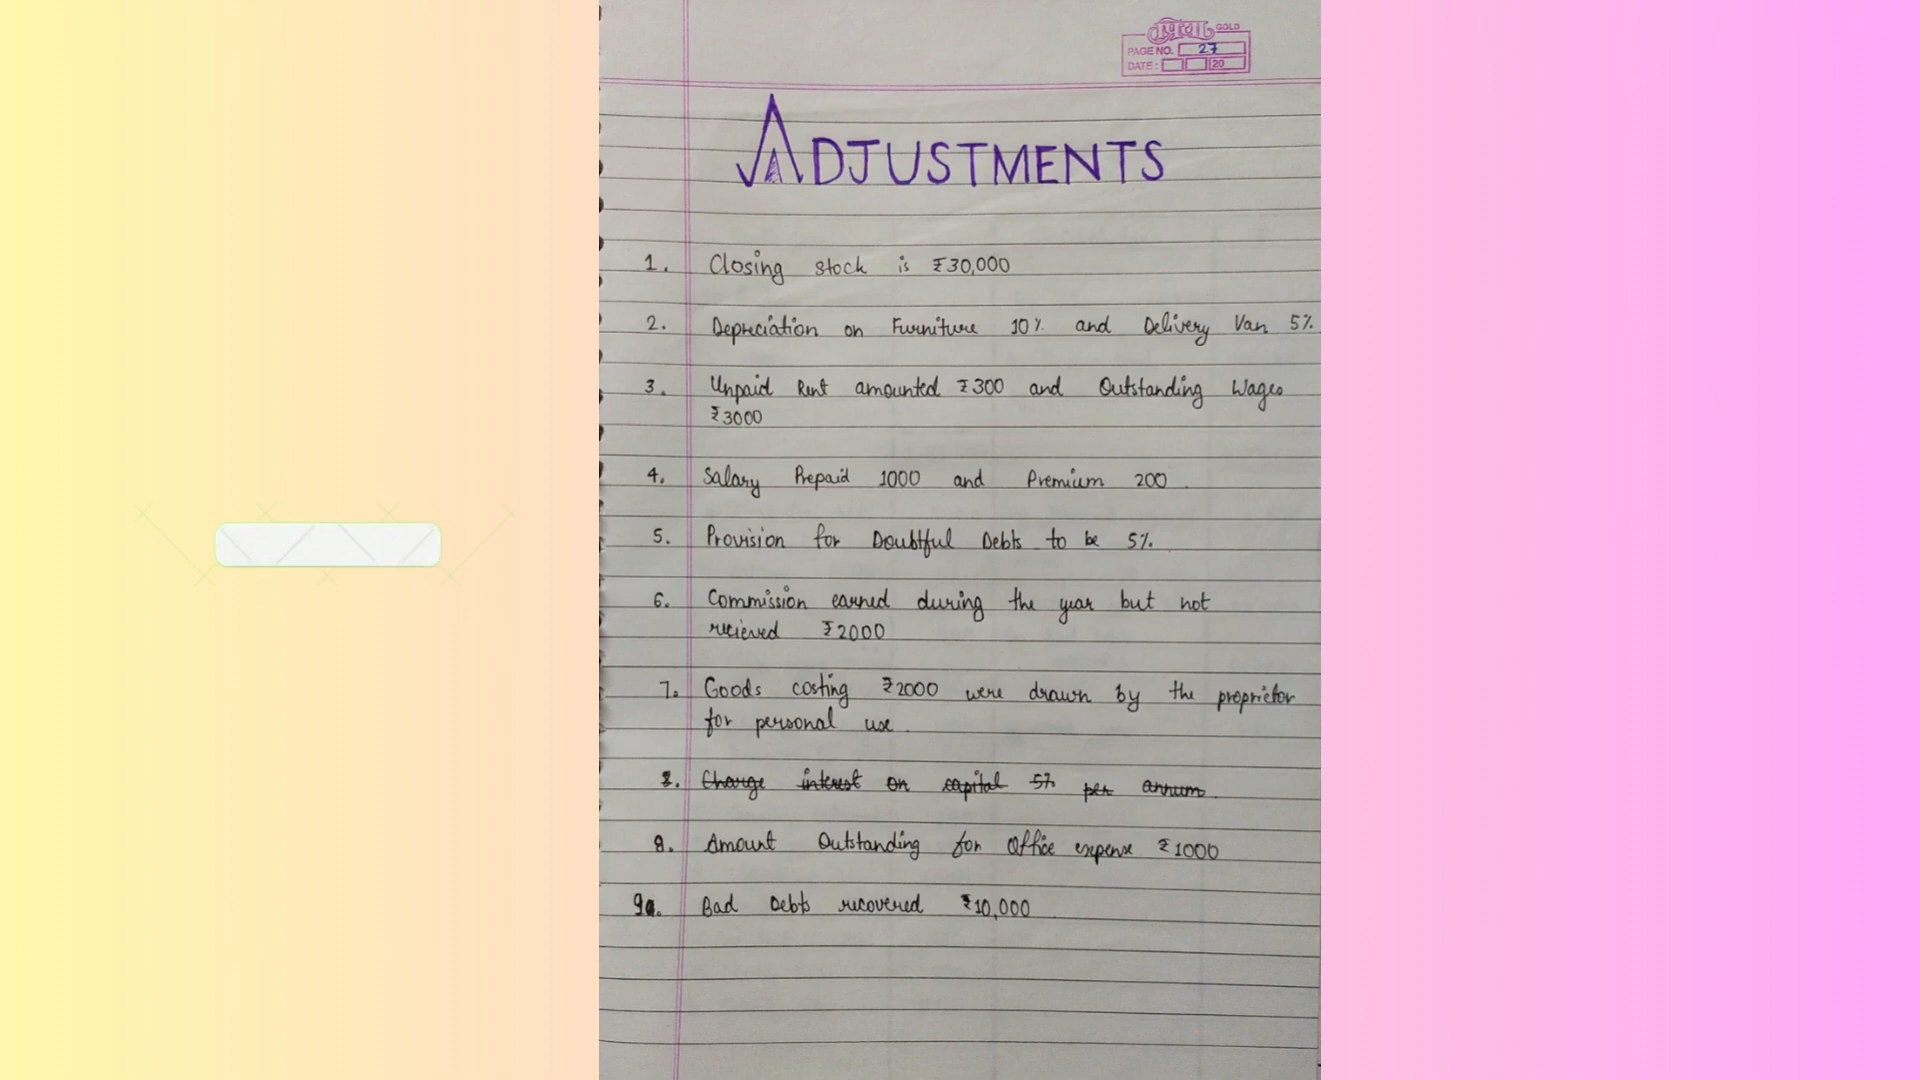 सुप्रभा GOLD
PAGE NO. 27
DATE: 20
ADJUSTMENTS
1. Closing stock is ₹30,000
2. Depreciation on Furniture 10% and Delivery Van 5%
3. Unpaid Rent amounted ₹300 and Outstanding Wages
₹3000
4. Salary Prepaid 1000 and Premium 200.
5. Provision for Doubtful Debts to be 5%.
6. Commission earned during the year but not
recieved ₹2000
7. Goods costing ₹2000 were drawn by the proprietor
for personal use.
8. Charge interest on capital 5% per annum.
8. Amount Outstanding for Office expense ₹1000
9. Bad Debts recovered ₹10,000